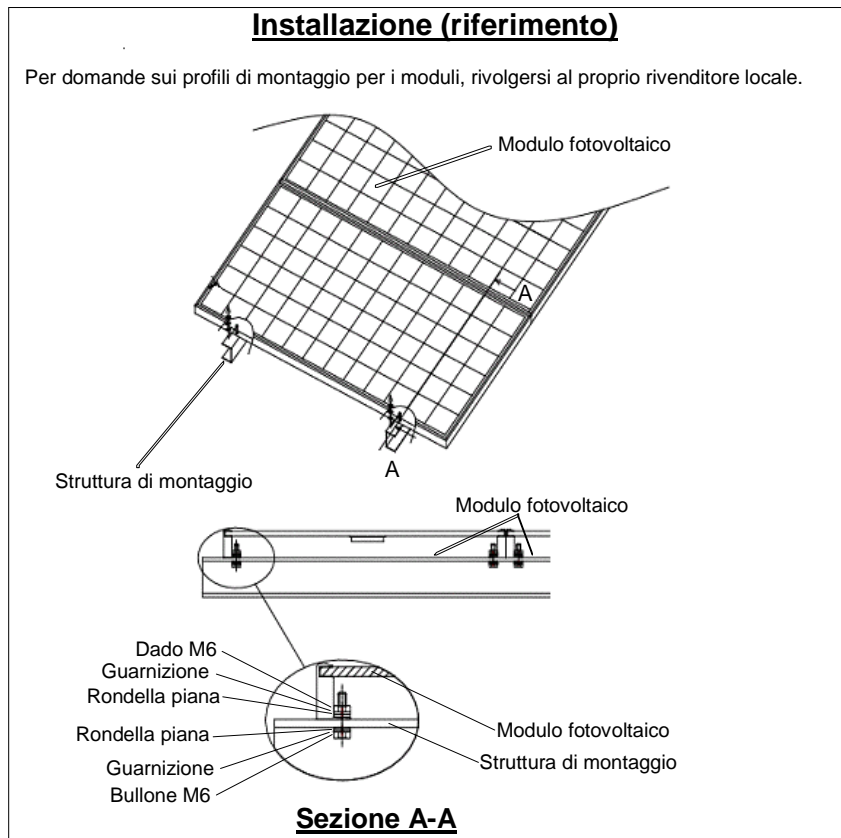 Installazione (riferimento)
Per domande sui profili di montaggio per i moduli, rivolgersi al proprio rivenditore locale.
Modulo fotovoltaico
A
A
Struttura di montaggio
Modulo fotovoltaico
Dado M6
Guarnizione
Rondella piana
Rondella piana
Guarnizione
Bullone M6
Modulo fotovoltaico
Struttura di montaggio
Sezione A-A